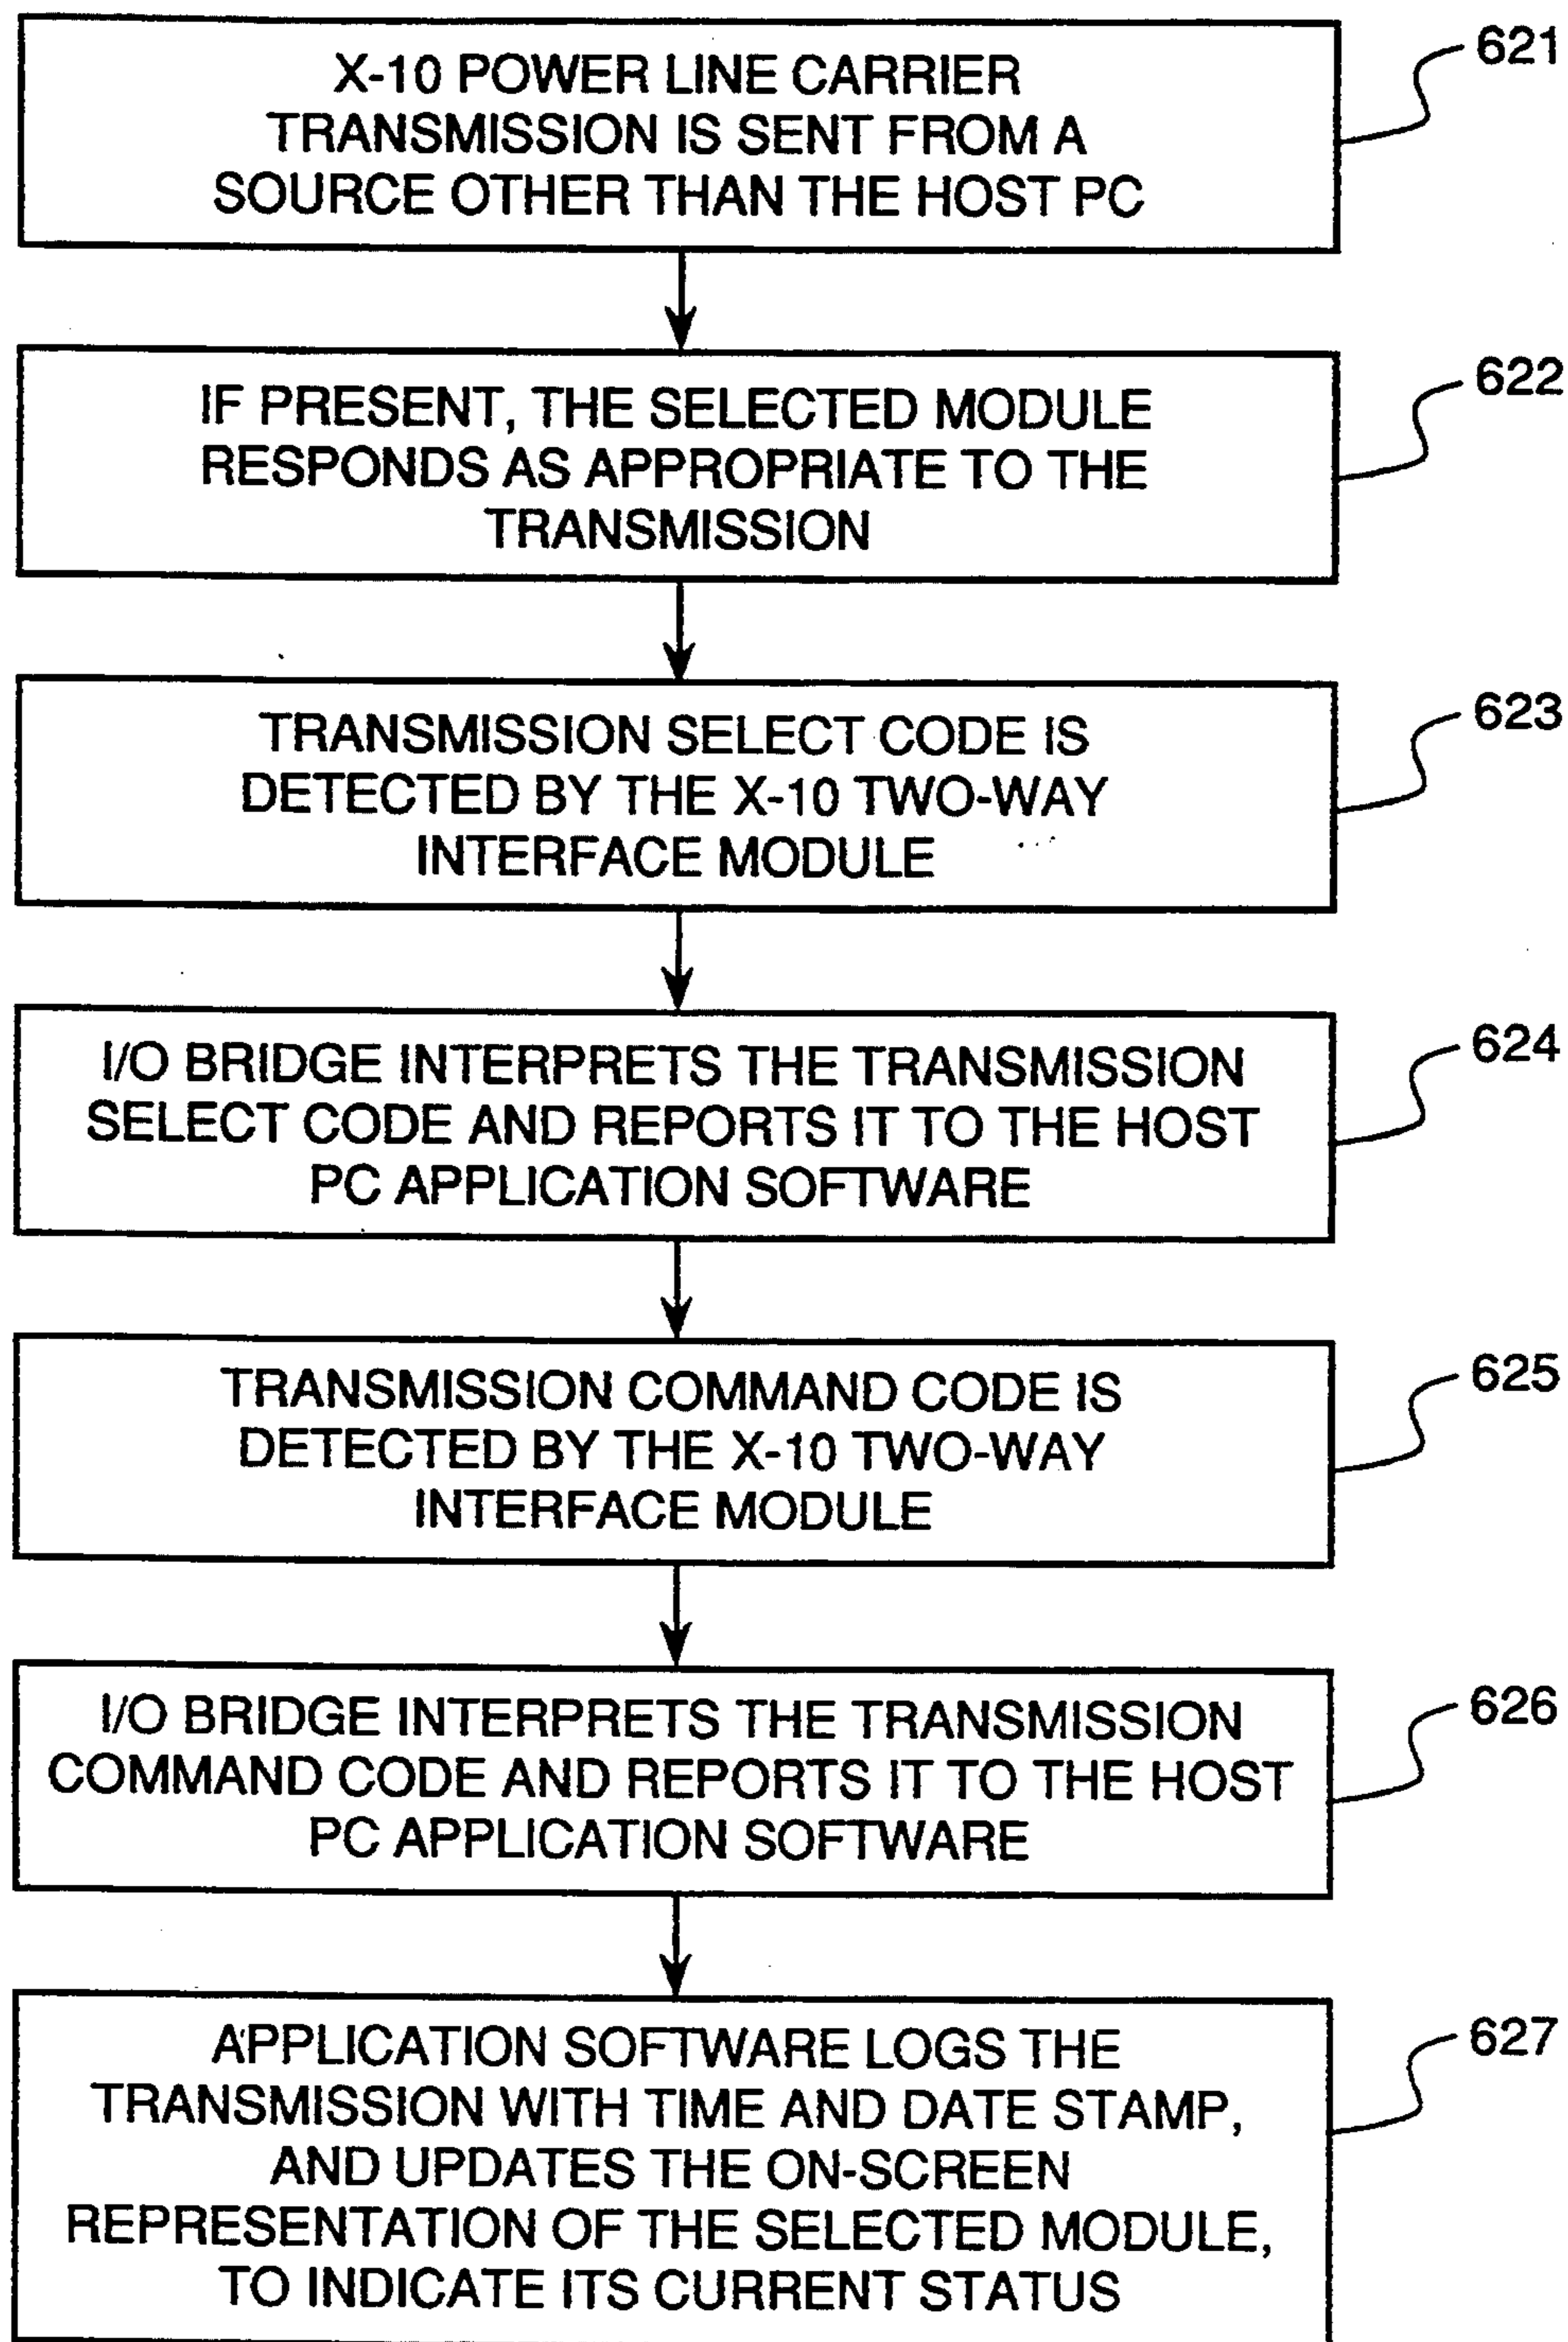 X-10 POWER LINE CARRIER
TRANSMISSION IS SENT FROM A
SOURCE OTHER THAN THE HOST PC
621
IF PRESENT, THE SELECTED MODULE
RESPONDS AS APPROPRIATE TO THE
TRANSMISSION
622
TRANSMISSION SELECT CODE IS
DETECTED BY THE X-10 TWO-WAY
INTERFACE MODULE
623
I/O BRIDGE INTERPRETS THE TRANSMISSION
SELECT CODE AND REPORTS IT TO THE HOST
PC APPLICATION SOFTWARE
624
TRANSMISSION COMMAND CODE IS
DETECTED BY THE X-10 TWO-WAY
INTERFACE MODULE
625
I/O BRIDGE INTERPRETS THE TRANSMISSION
COMMAND CODE AND REPORTS IT TO THE HOST
PC APPLICATION SOFTWARE
626
APPLICATION SOFTWARE LOGS THE
TRANSMISSION WITH TIME AND DATE STAMP,
AND UPDATES THE ON-SCREEN
REPRESENTATION OF THE SELECTED MODULE,
TO INDICATE ITS CURRENT STATUS
627